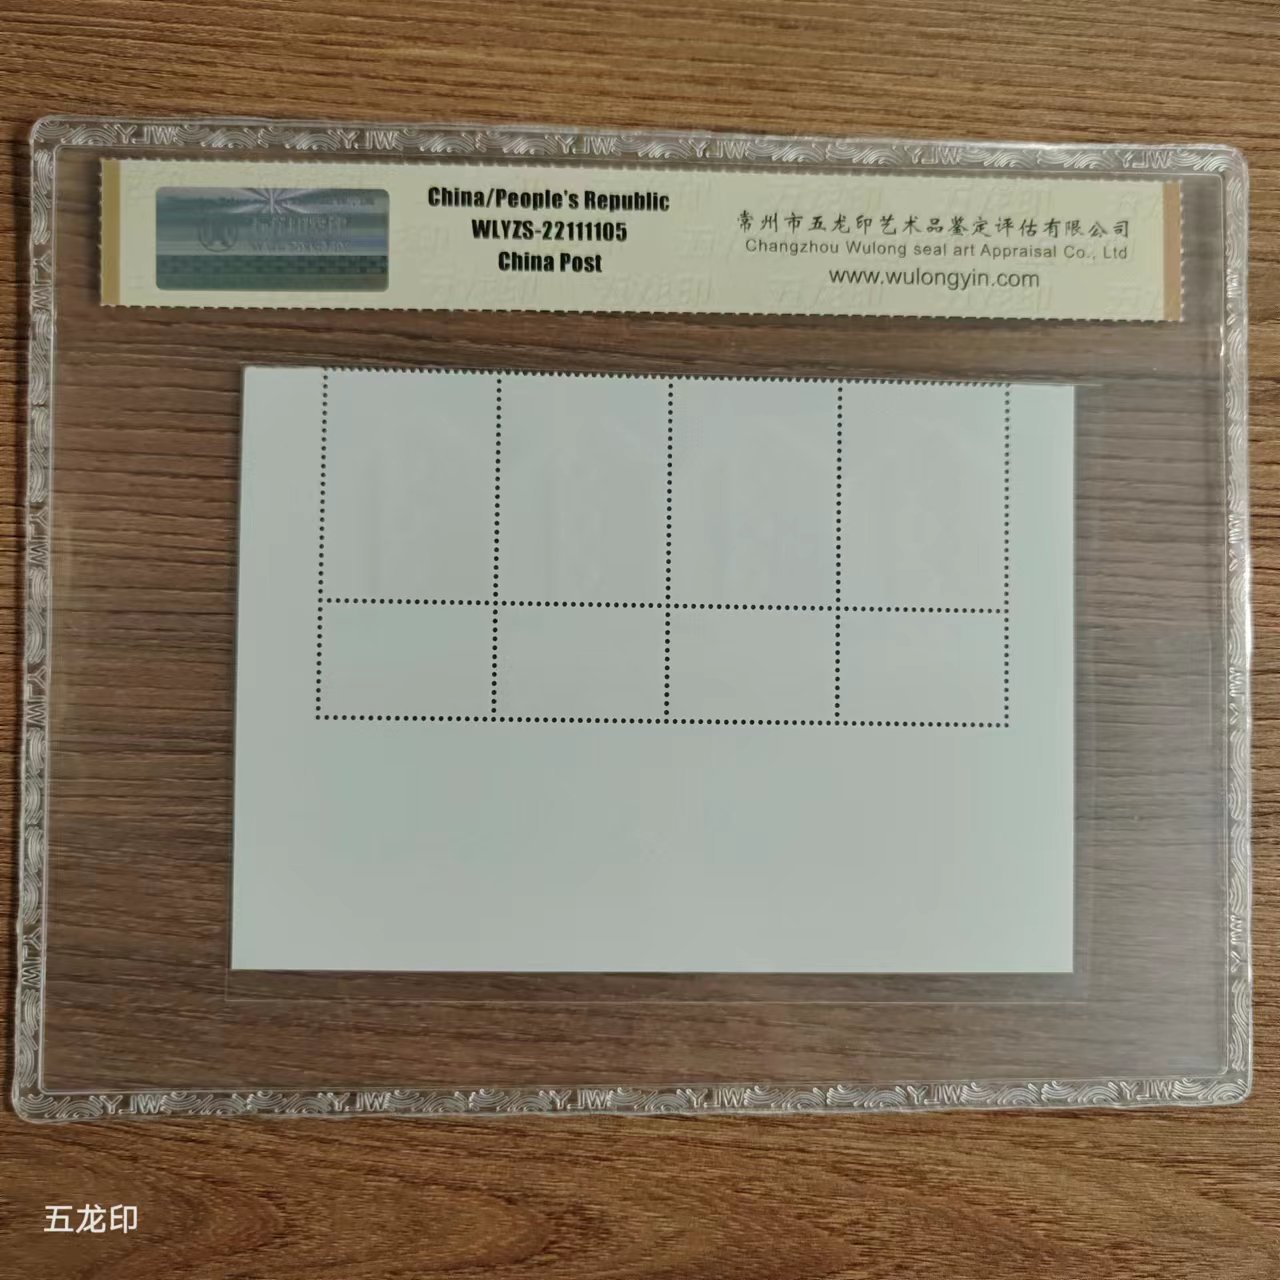 China/People's Republic
WLYZS-22111105
China Post
常州市五龙印艺术品鉴定评估有限公司
Changzhou Wulong seal art Appraisal Co., Ltd
www.wulongyin.com
五龙印